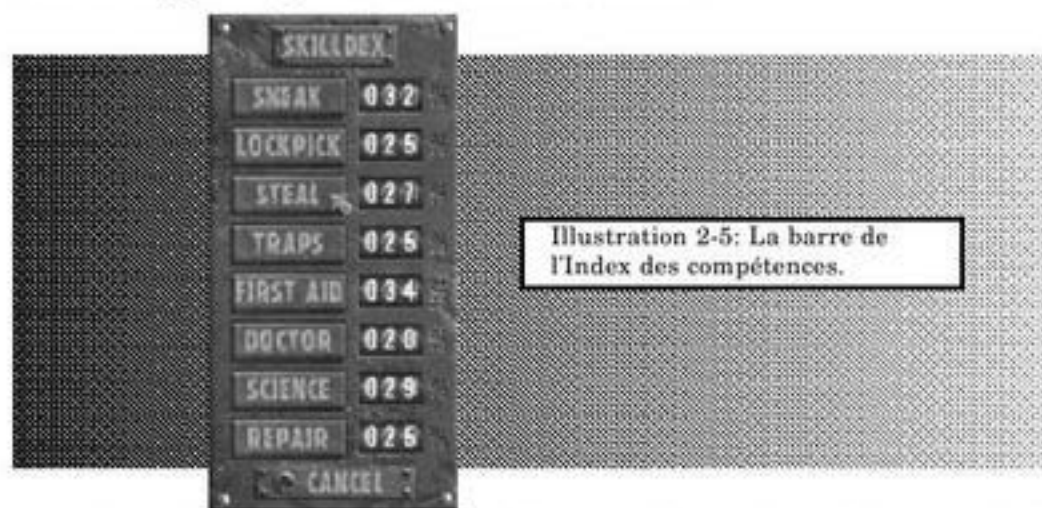 SKILLDEX
SNEAK 032
LOCKPICK 025
STEAL 027
TRAPS 025
FIRST AID 034
DOCTOR 020
SCIENCE 029
REPAIR 025
CANCEL
Illustration 2-5: La barre de
l'Index des compétences.